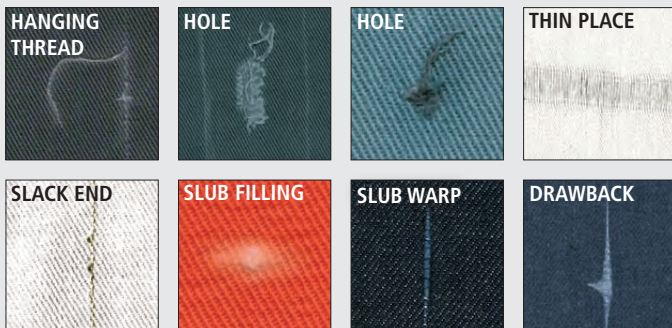 HANGING
THREAD
HOLE
HOLE
THIN PLACE
SLACK END
SLUB FILLING
SLUB WARP
DRAWBACK